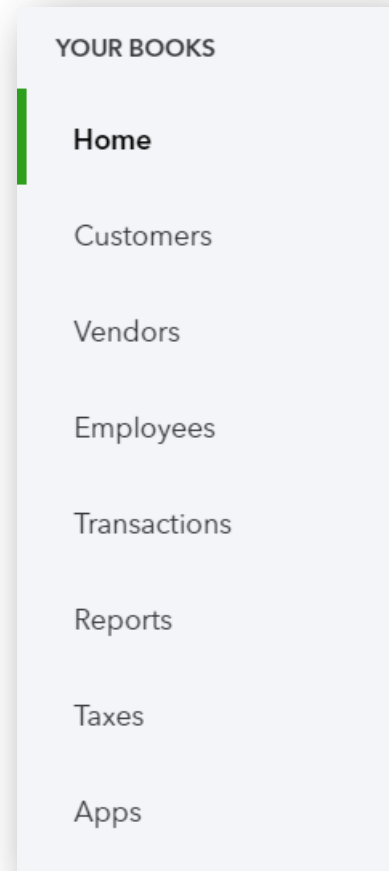 YOUR BOOKS
Home
Customers
Vendors
Employees
Transactions
Reports
Taxes
Apps